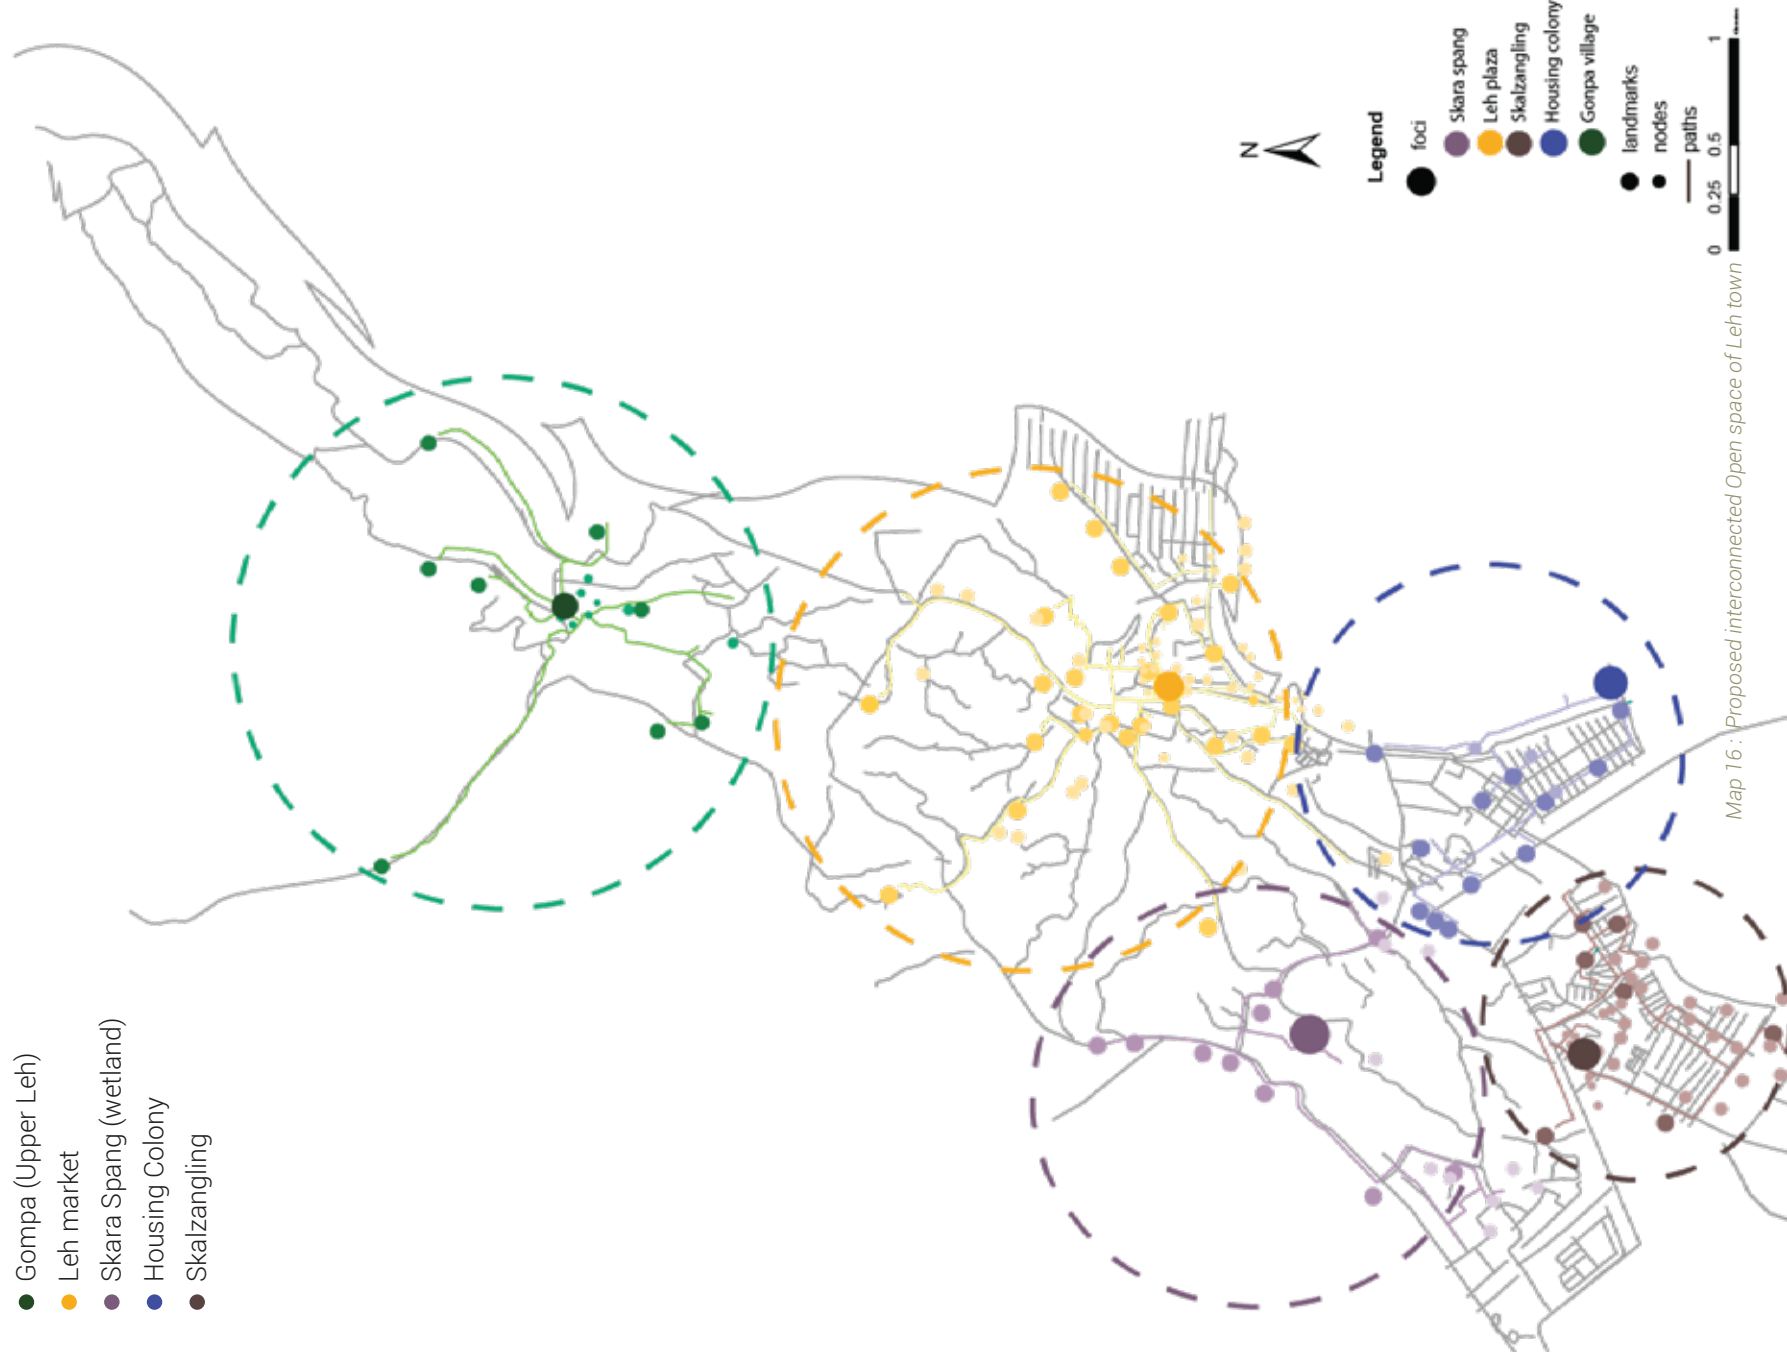 Gompa (Upper Leh)
Leh market
Skara Spang (wetland)
Housing Colony
Skalzangling
N
Legend
foci
Skara spang
Leh plaza
Skalzangling
Housing colony
Gonpa village
landmarks
nodes
paths
0 0.25 0.5 1
Map 16 : Proposed interconnected Open space of Leh town